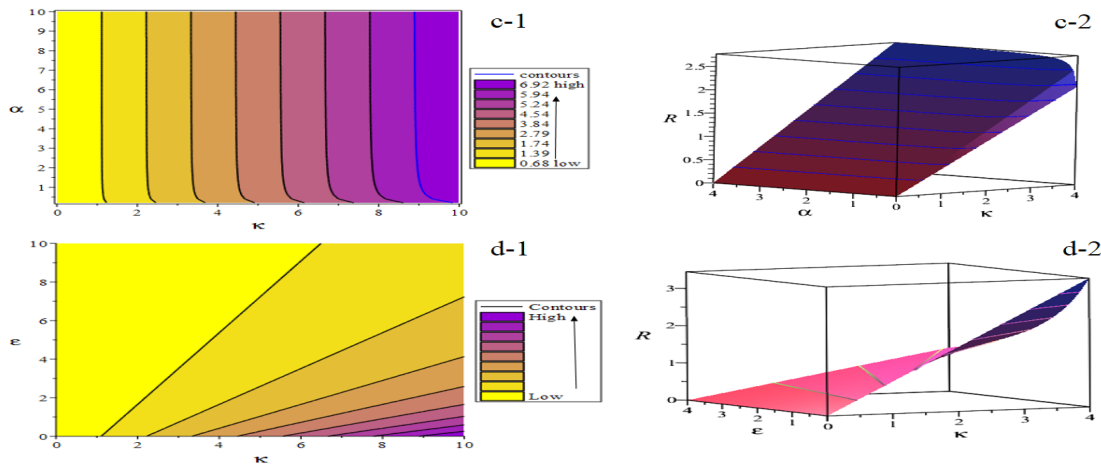 c-1
10
9
8
7
6
5
4
3
2
1
α
0 2 4 6 8 10
κ
contours
6.92 high
5.94
5.24
4.54
3.84
2.79
1.74
1.39
0.68 low
c-2
2.5
2
1.5
1
0.5
0
R
4 3 2 1 0 1 2 3 4
α κ
d-1
10
8
6
4
2
0
ε
0 2 4 6 8 10
κ
Contours
High
Low
d-2
3
2
1
0
R
4 3 2 1 0 1 2 3 4
ε κ